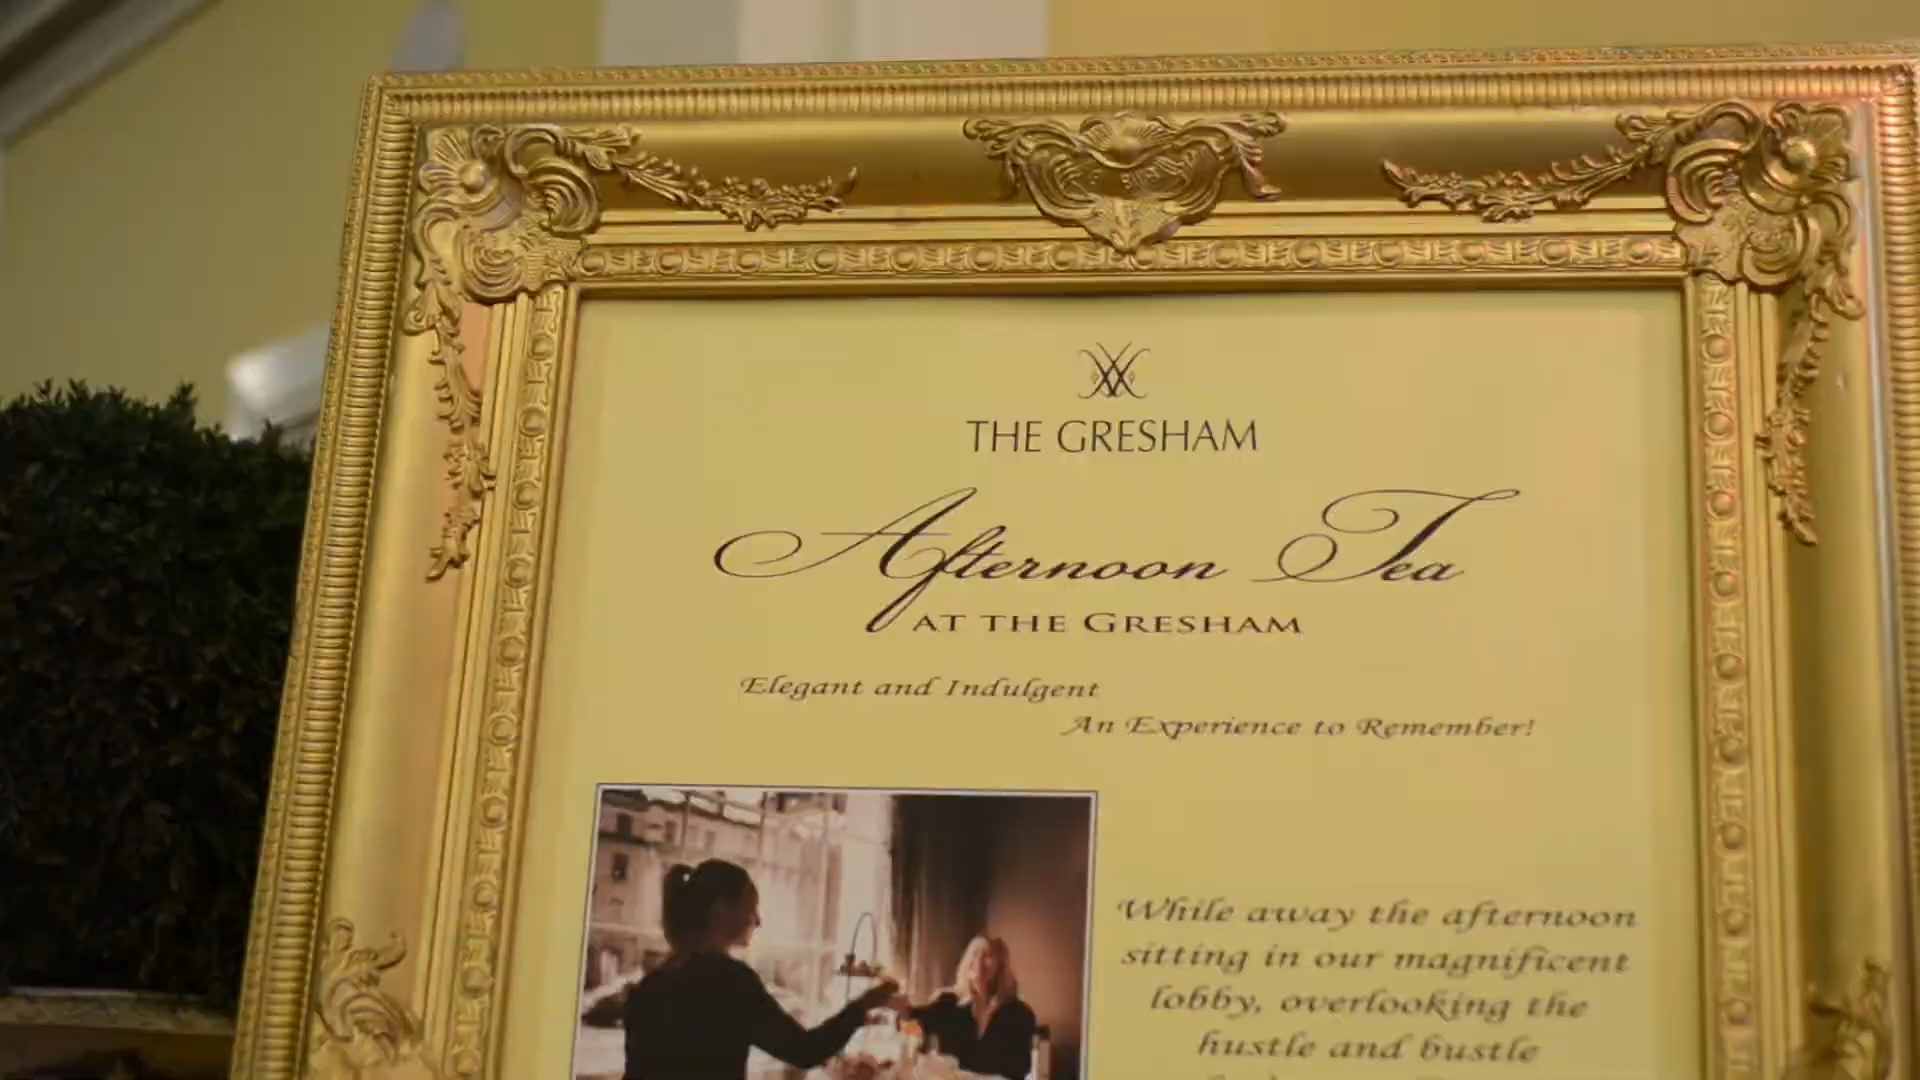 THE GRESHAM
Afternoon Tea
AT THE GRESHAM
Elegant and Indulgent
An Experience to Remember!
While away the afternoon
sitting in our magnificent
lobby, overlooking the
hustle and bustle